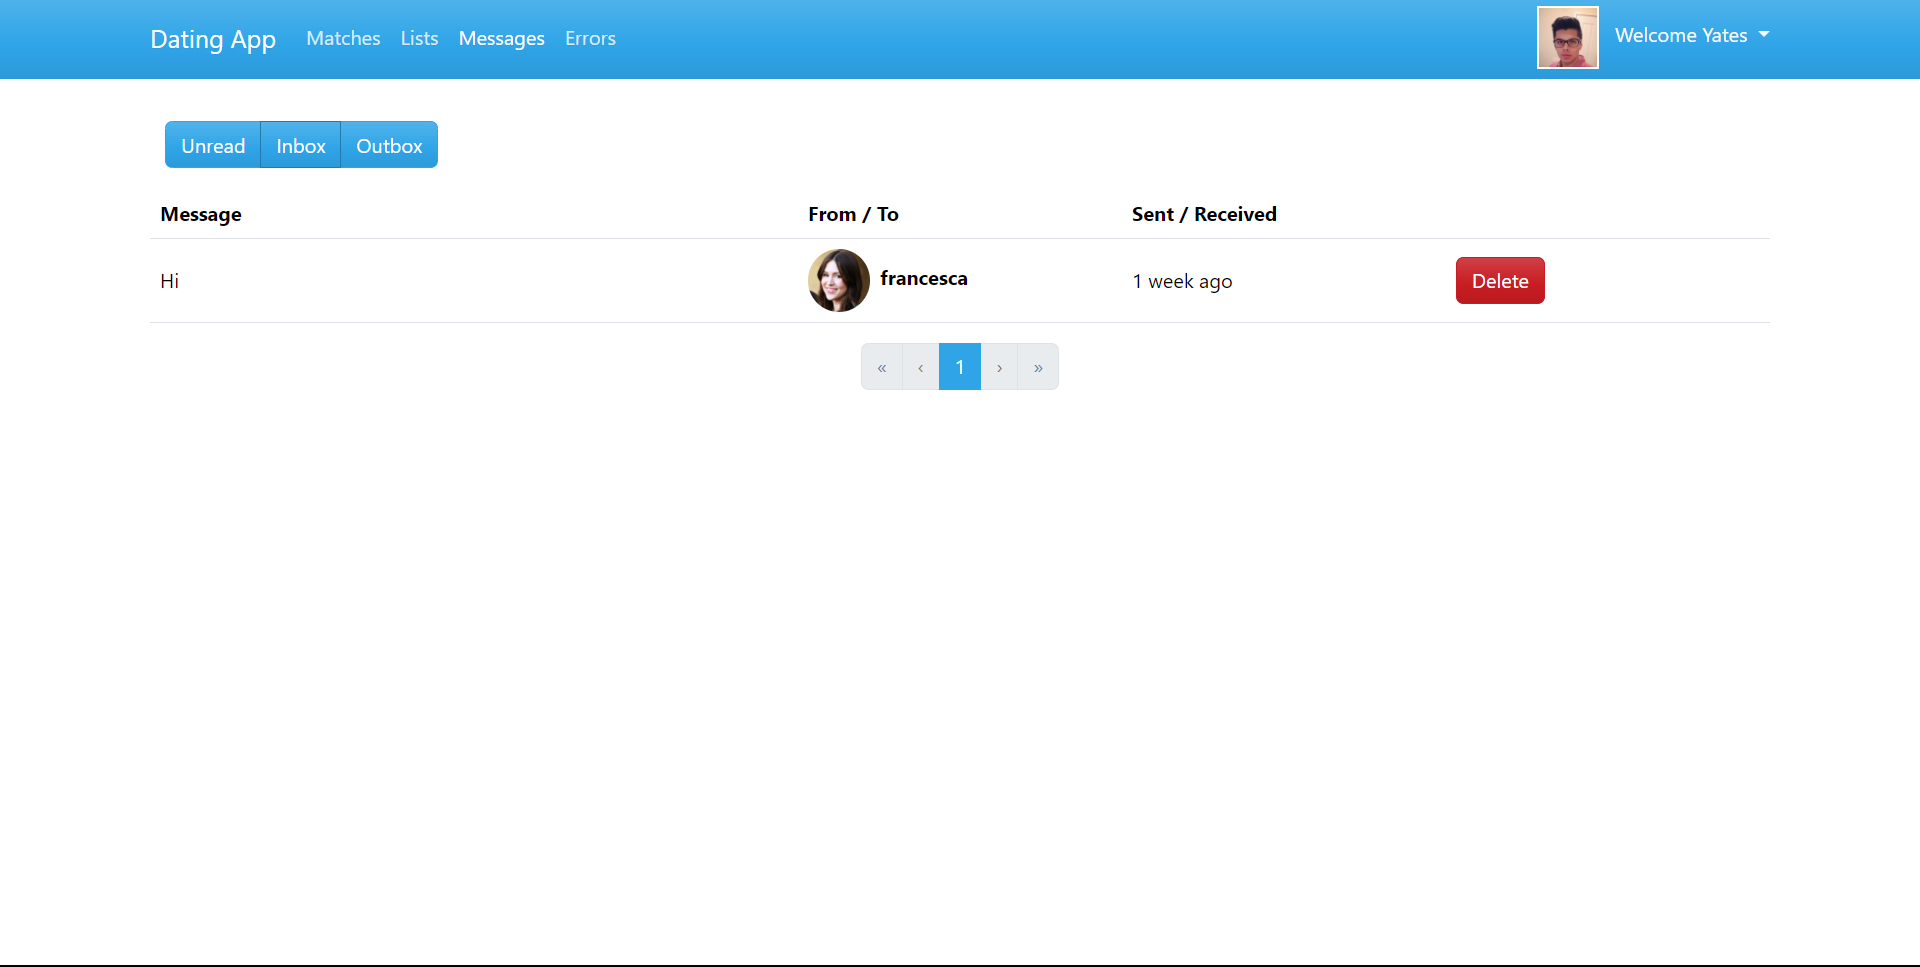 Dating App Matches Lists Messages Errors Welcome Yates
Unread Inbox Outbox
Message From / To Sent / Received
Hi francesca 1 week ago Delete
« ‹ 1 › »